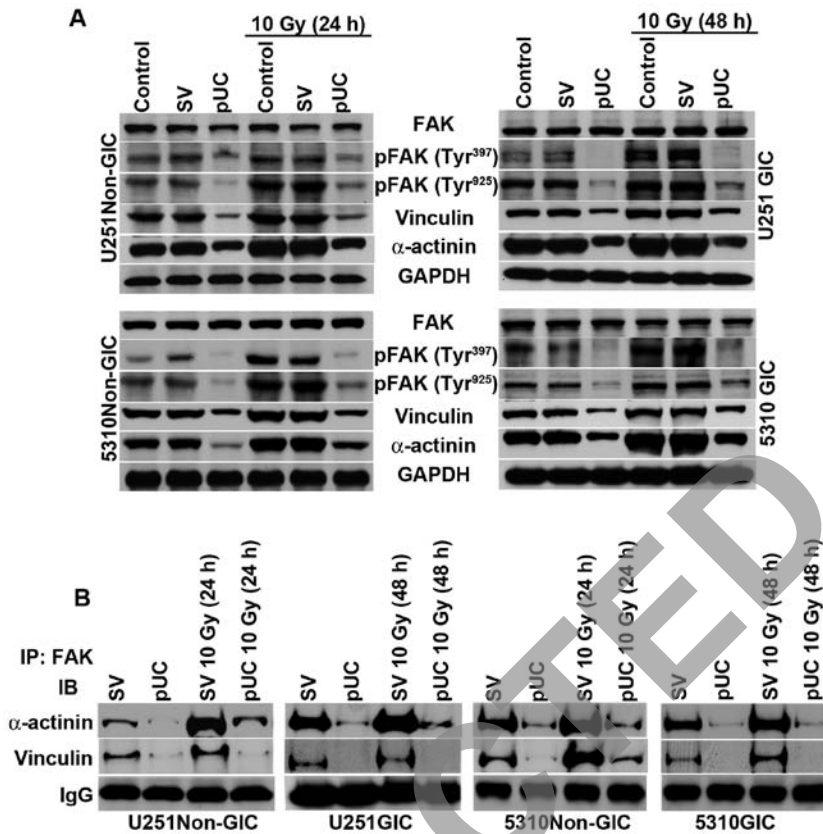 A
10 Gy (24 h)
10 Gy (48 h)
Control SV pUC Control SV pUC
Control SV pUC Control SV pUC
U251Non-GIC
U251 GIC
FAK
pFAK (Tyr397)
pFAK (Tyr925)
Vinculin
α-actinin
GAPDH
5310Non-GIC
5310 GIC
FAK
pFAK (Tyr397)
pFAK (Tyr925)
Vinculin
α-actinin
GAPDH
B
IP: FAK
IB
SV pUC SV 10 Gy (24 h) pUC 10 Gy (24 h)
SV pUC SV 10 Gy (48 h) pUC 10 Gy (48 h)
SV pUC SV 10 Gy (24 h) pUC 10 Gy (24 h)
SV pUC SV 10 Gy (48 h) pUC 10 Gy (48 h)
α-actinin
Vinculin
IgG
U251Non-GIC U251GIC 5310Non-GIC 5310GIC
CTED